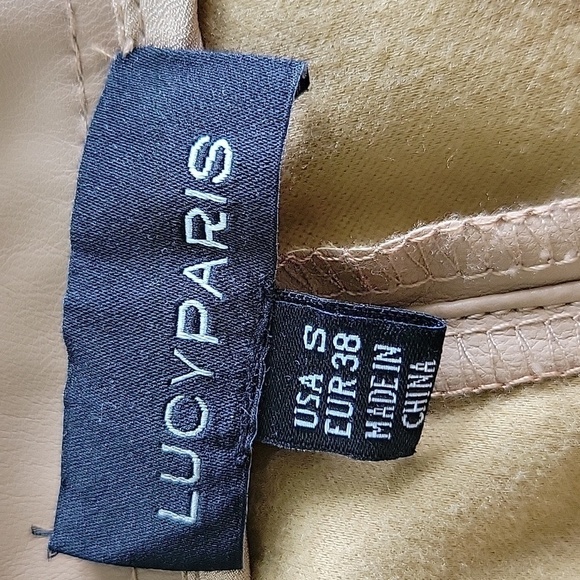 LUCYPARIS
USA S
EUR 38
MADE IN
CHINA